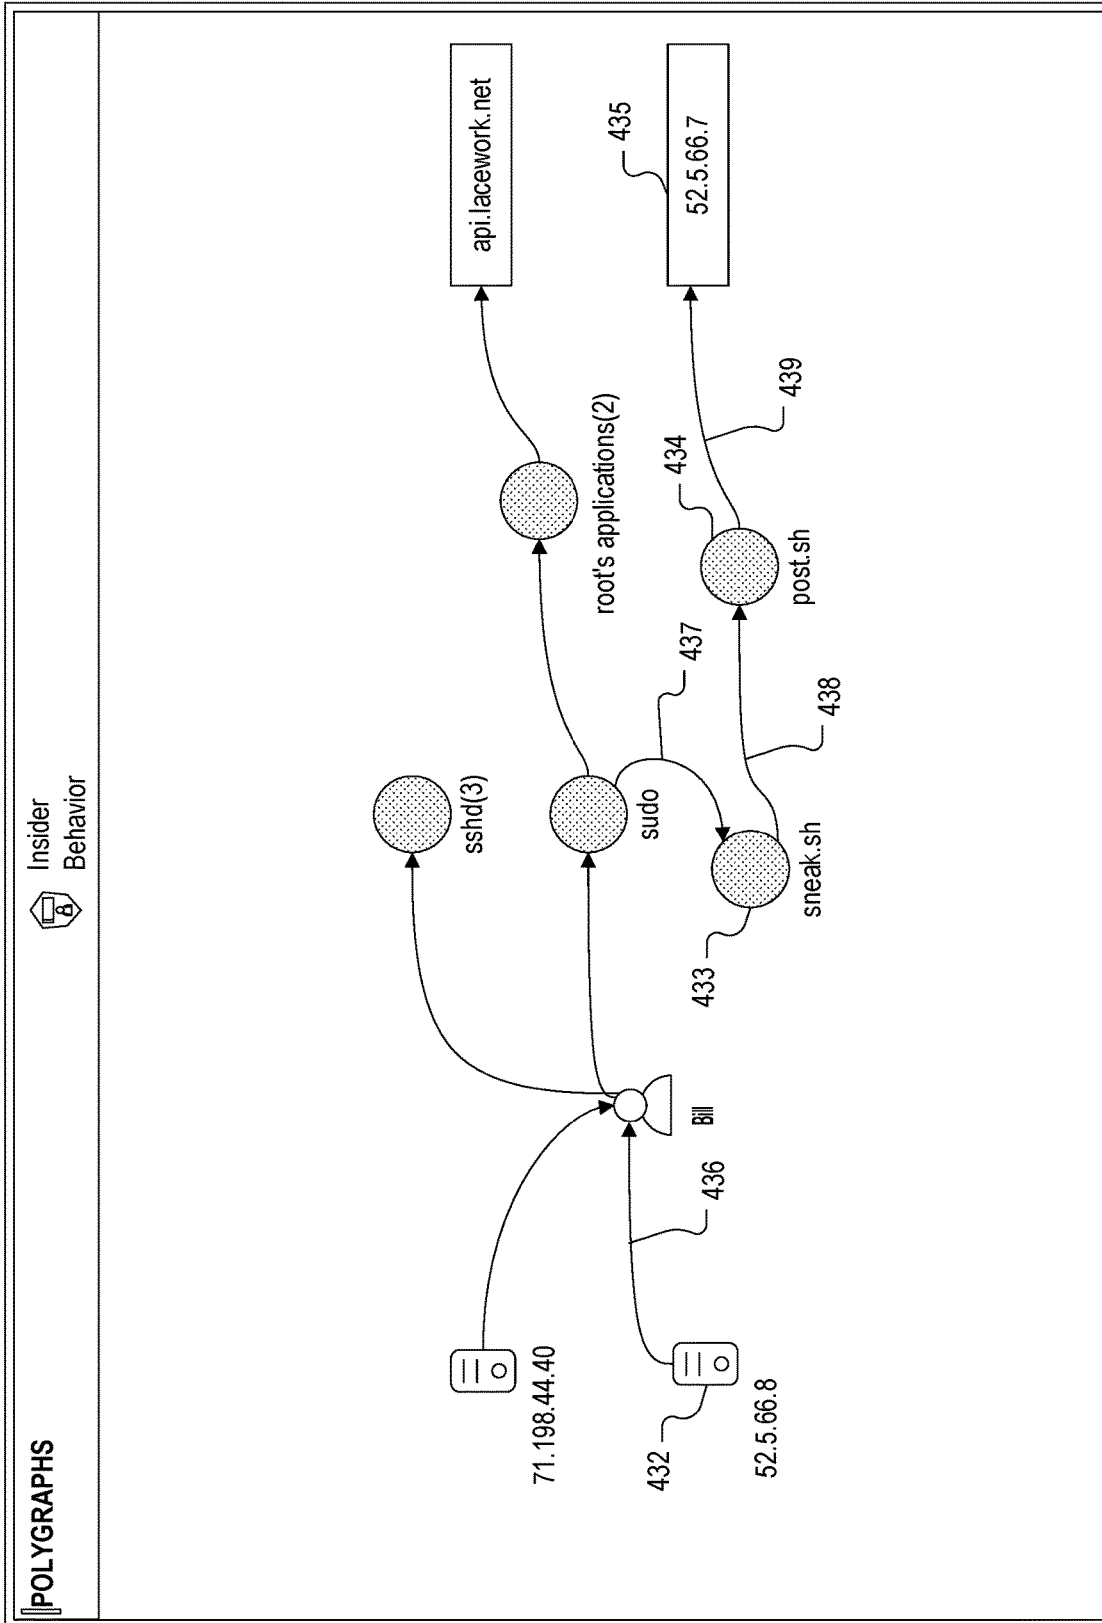 POLYGRAPHS
Insider
Behavior
71.198.44.40
432
52.5.66.8
436
Bill
sshd(3)
sudo
433
sneak.sh
437
438
root's applications(2)
434
post.sh
439
api.lacework.net
435
52.5.66.7